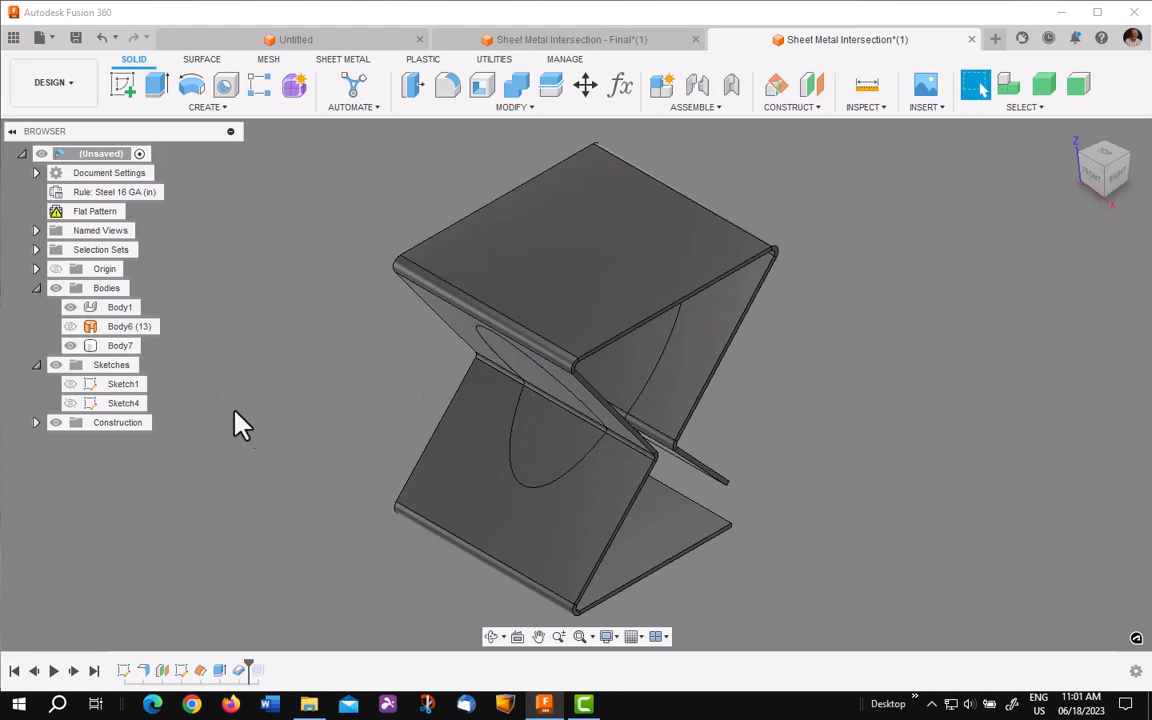 Autodesk Fusion 360
Untitled
Sheet Metal Intersection - Final*(1)
Sheet Metal Intersection*(1)
SOLID
SURFACE
MESH
SHEET METAL
PLASTIC
UTILITIES
MANAGE
DESIGN
CREATE
AUTOMATE
MODIFY
ASSEMBLE
CONSTRUCT
INSPECT
INSERT
SELECT
BROWSER
(Unsaved)
Document Settings
Rule: Steel 16 GA (in)
Flat Pattern
Named Views
Selection Sets
Origin
Bodies
Body1
Body6 (13)
Body7
Sketches
Sketch1
Sketch4
Construction
Z
TOP
FRONT
RIGHT
X
Desktop
ENG
US
11:01 AM
06/18/2023